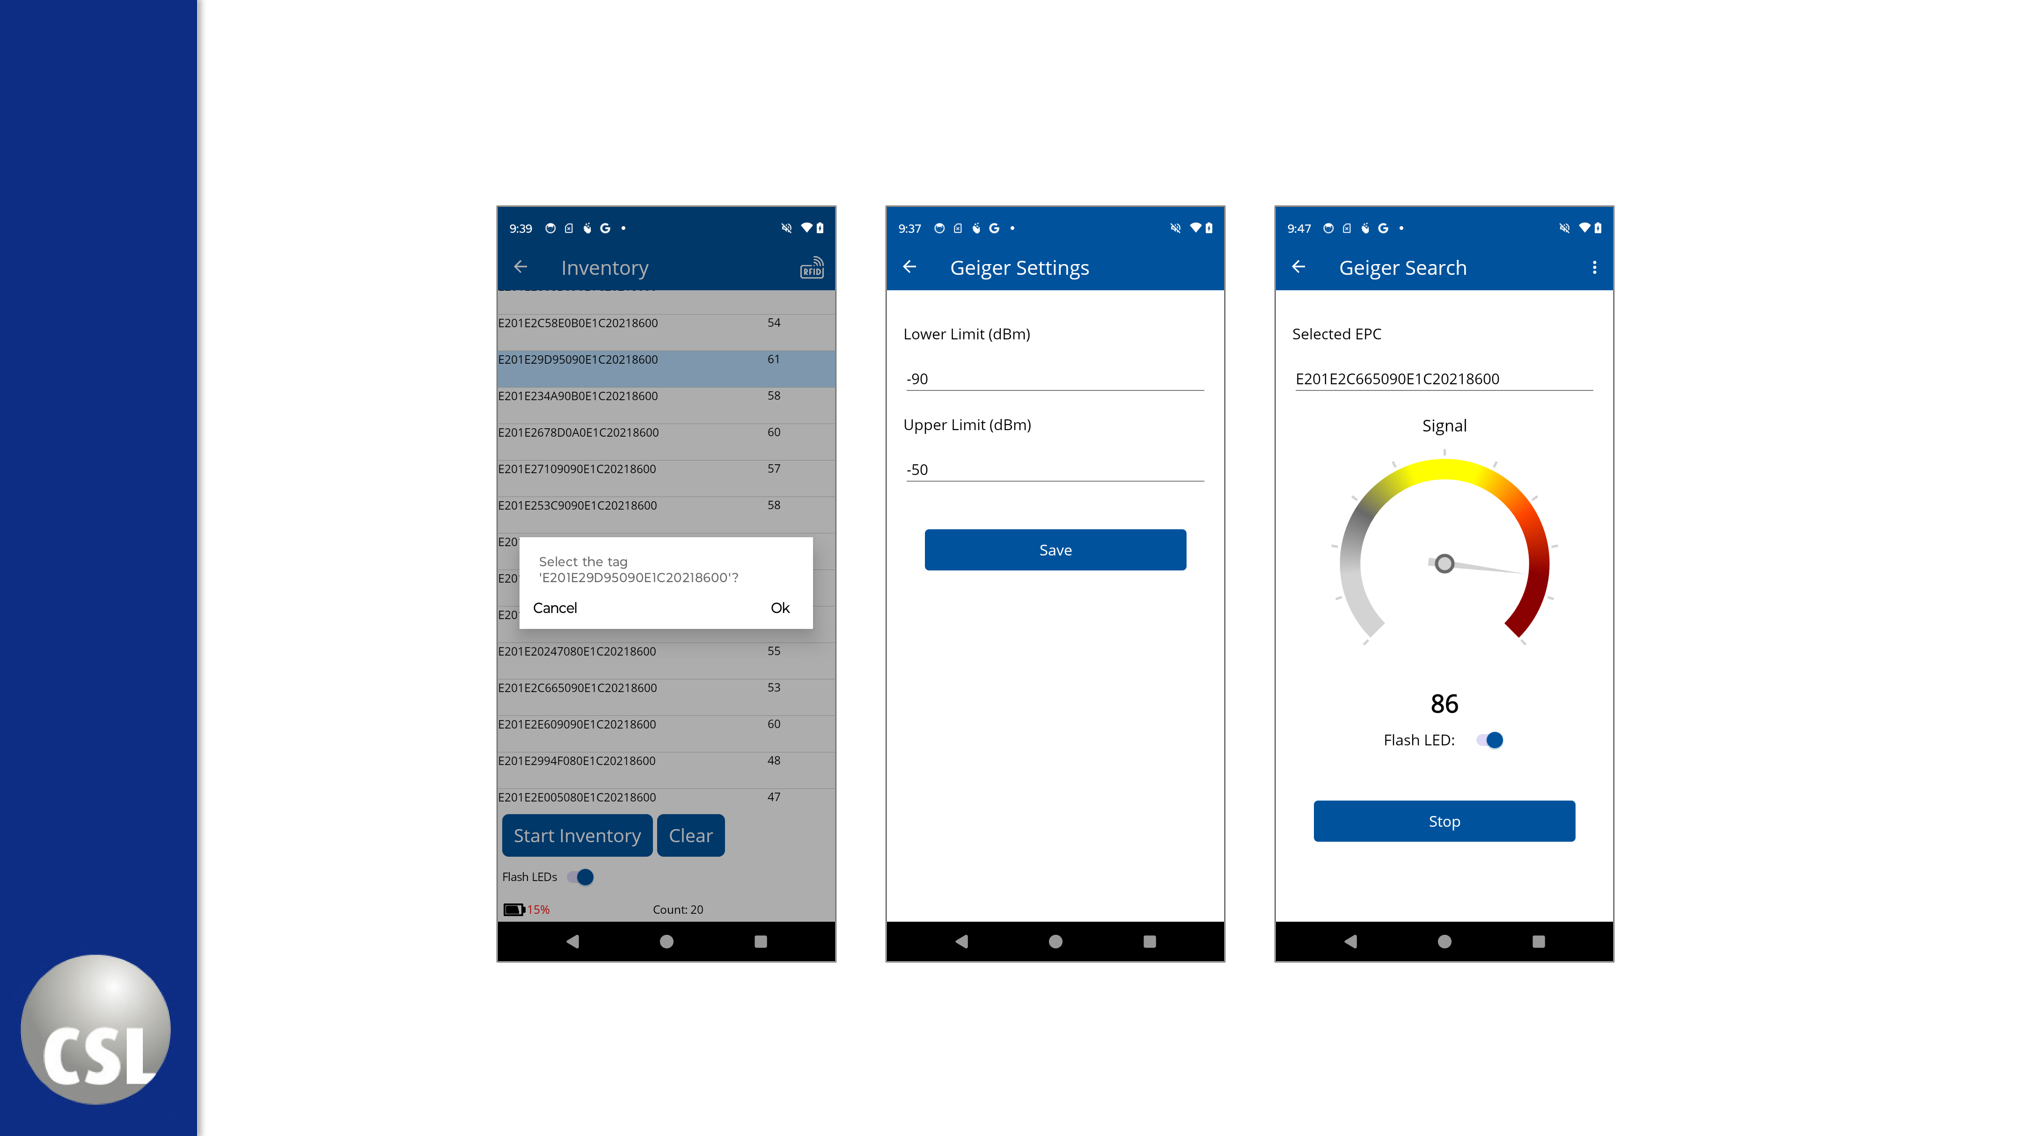 9:39
Inventory
RFID
E201E2C58E0B0E1C20218600 54
E201E29D95090E1C20218600 61
E201E234A90B0E1C20218600 58
E201E2678D0A0E1C20218600 60
E201E27109090E1C20218600 57
E201E253C9090E1C20218600 58
E20
Select the tag
'E201E29D95090E1C20218600'?
E20
Cancel Ok
E20
E201E20247080E1C20218600 55
E201E2C665090E1C20218600 53
E201E2E609090E1C20218600 60
E201E2994F080E1C20218600 48
E201E2E005080E1C20218600 47
Start Inventory Clear
Flash LEDs
15% Count: 20
9:37
Geiger Settings
Lower Limit (dBm)
-90
Upper Limit (dBm)
-50
Save
9:47
Geiger Search
Selected EPC
E201E2C665090E1C20218600
Signal
86
Flash LED:
Stop
CSL